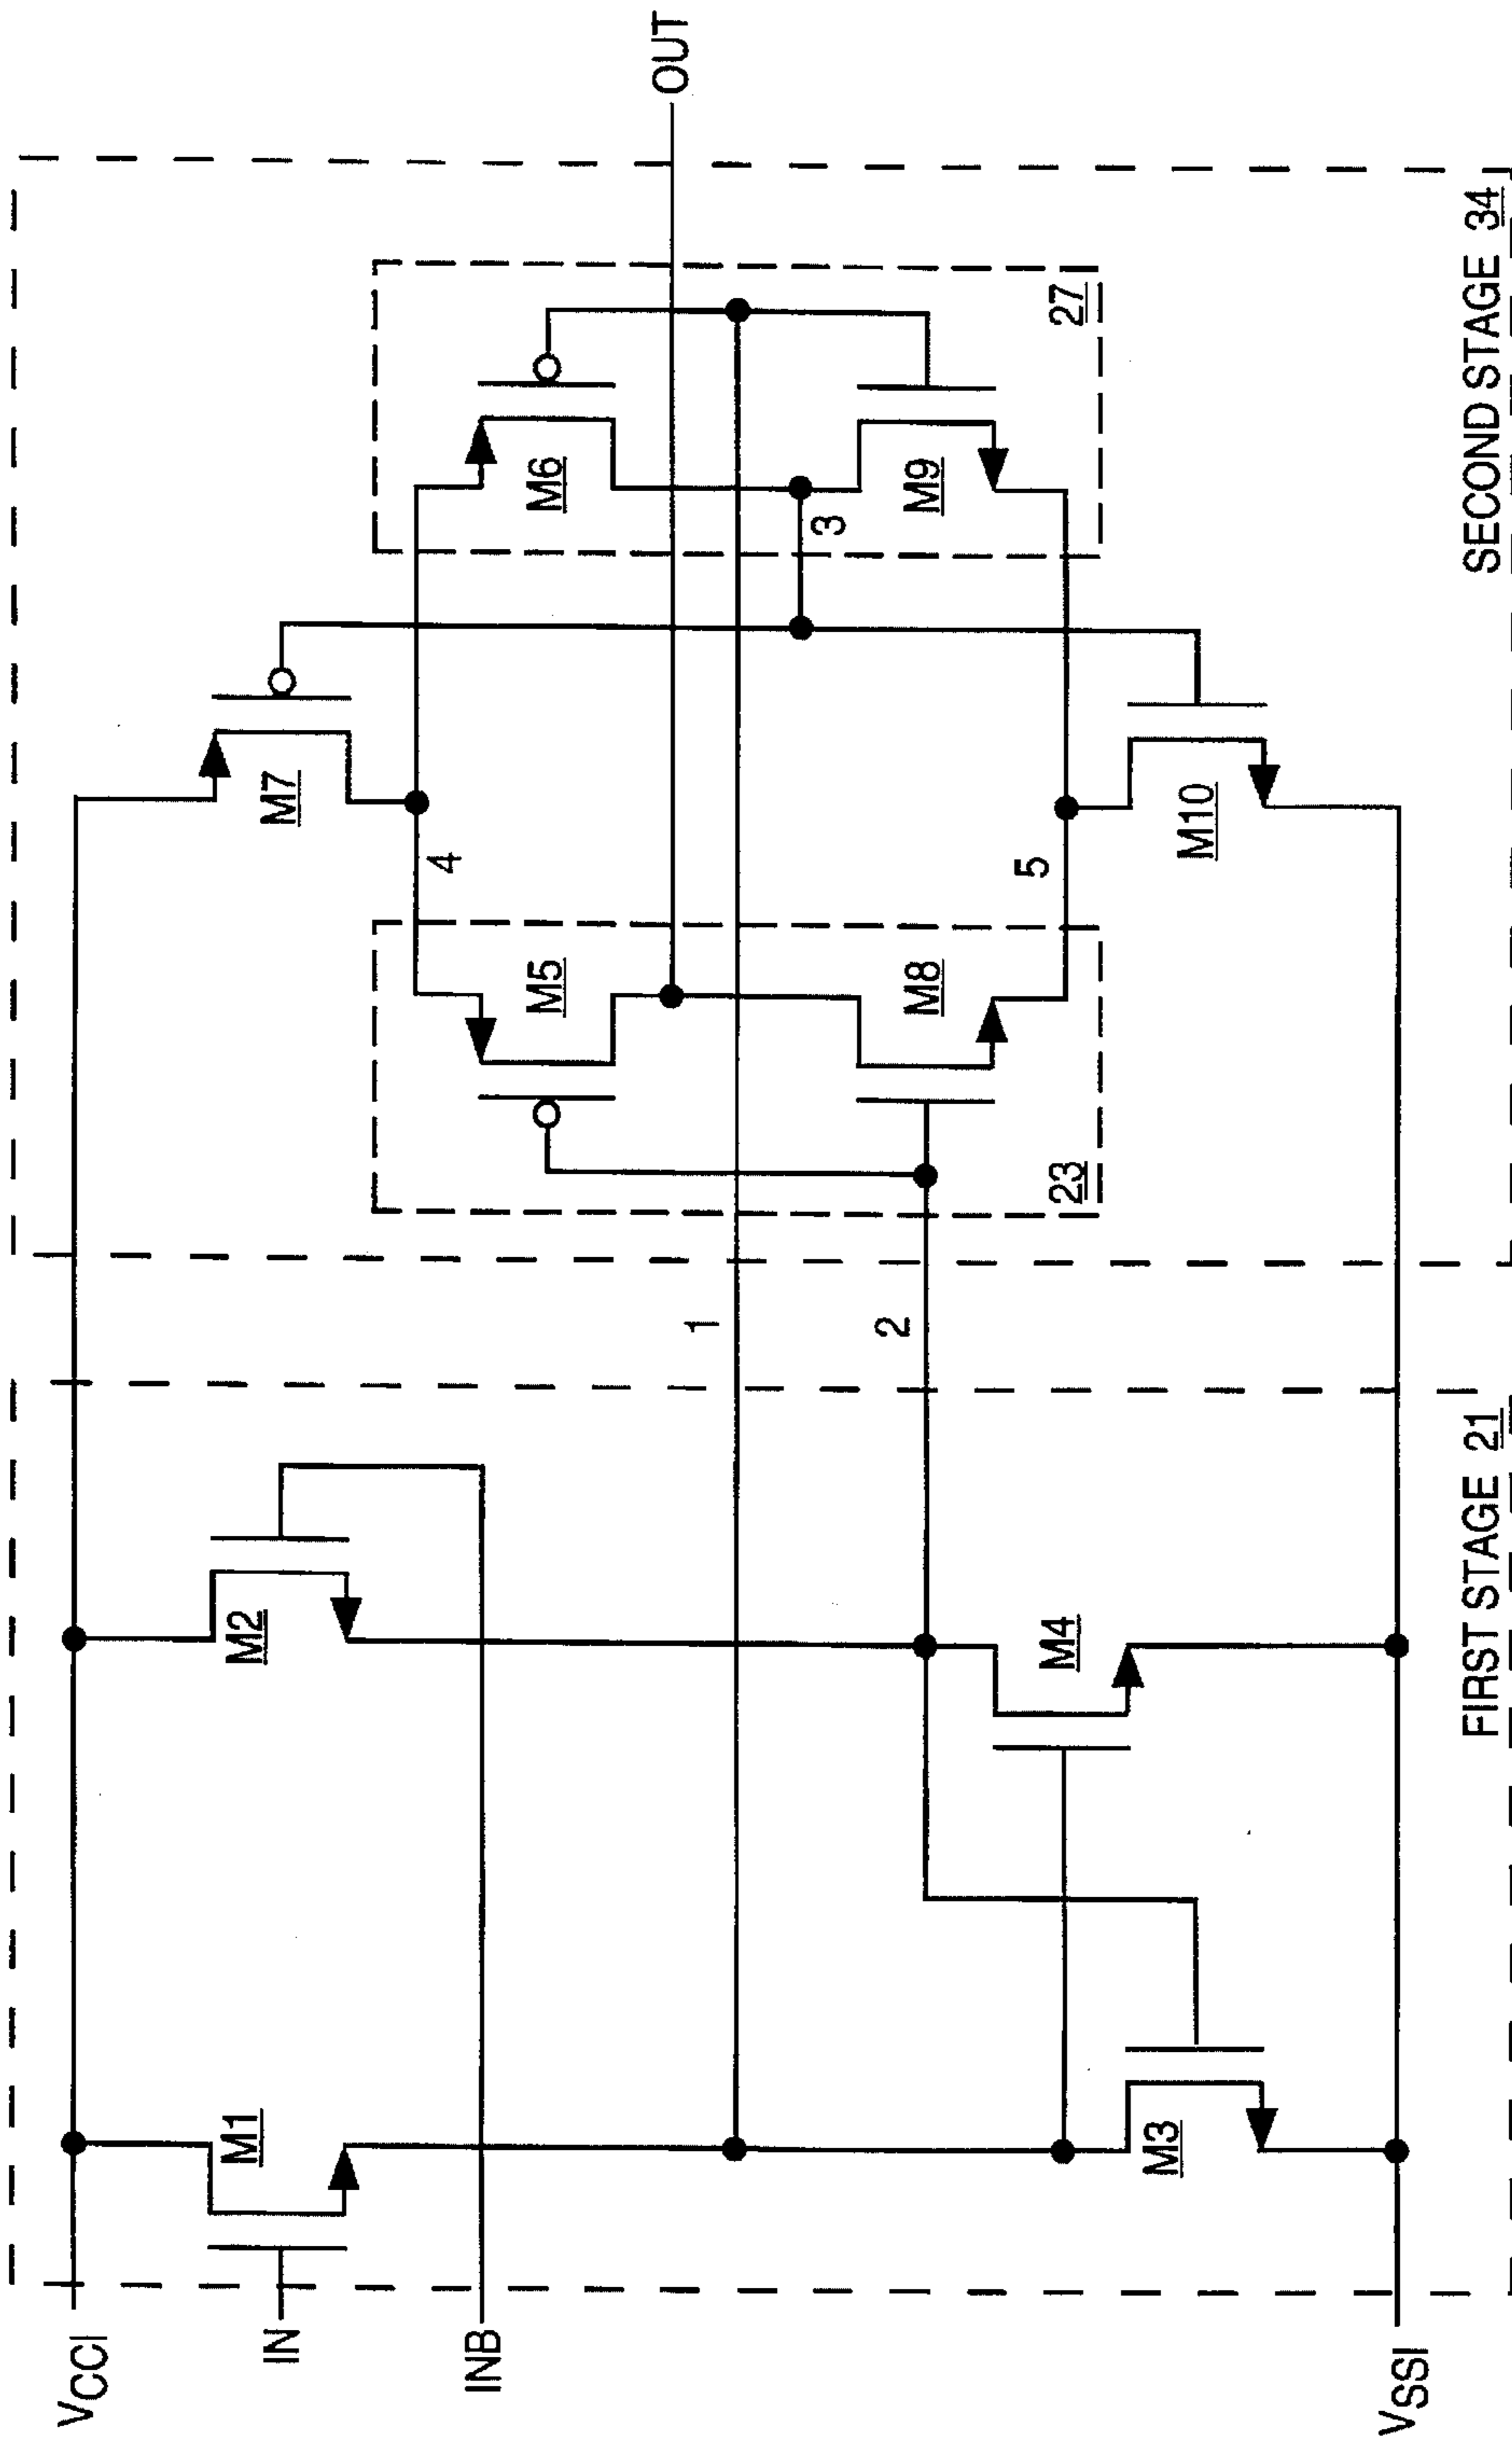 VCCI
IN
INB
VSSI
M1
M2
M3
M4
FIRST STAGE 21
1
2
M7
4
M5
M8
23
OUT
M6
3
M9
27
5
M10
SECOND STAGE 34